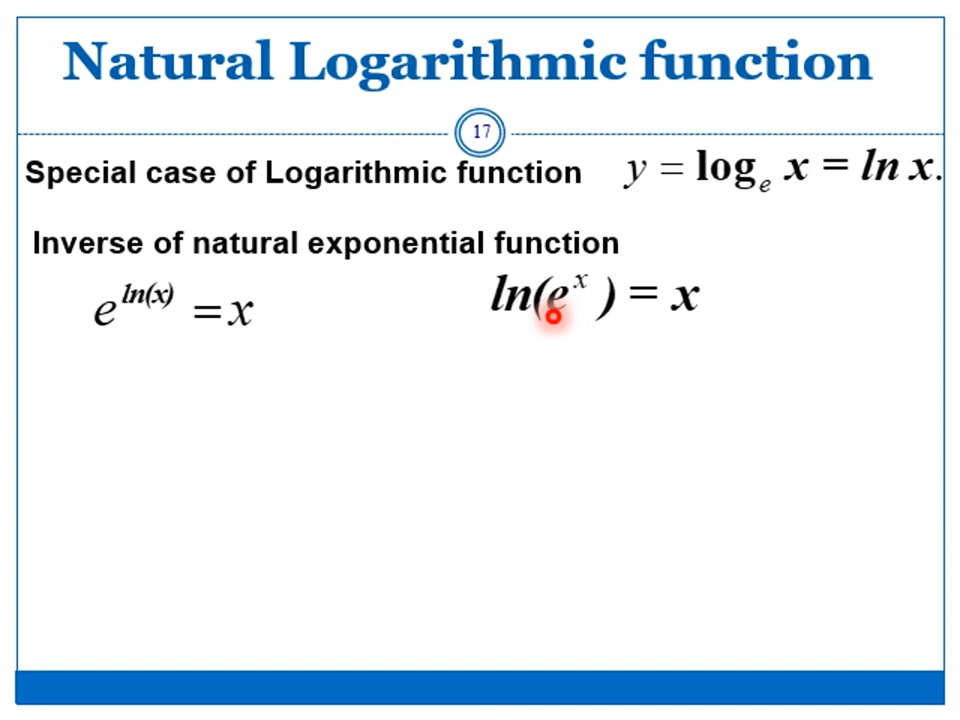 Natural Logarithmic function
17
Special case of Logarithmic function y = log_e x = ln x.
Inverse of natural exponential function
e^{ln(x)} = x ln(e^x) = x